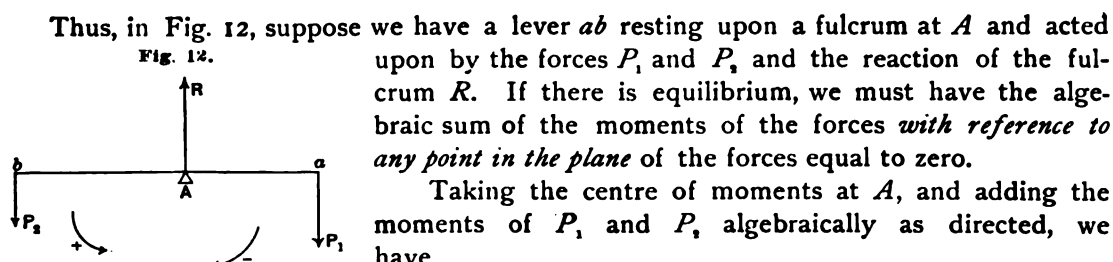 Thus, in Fig. 12, suppose we have a lever ab resting upon a fulcrum at A and acted
Fig. 12.
upon by the forces P₁ and P₂ and the reaction of the ful-
crum R. If there is equilibrium, we must have the alge-
braic sum of the moments of the forces with reference to
any point in the plane of the forces equal to zero.
Taking the centre of moments at A, and adding the
moments of P₁ and P₂ algebraically as directed, we
have
R
b
a
A
P₂
P₁
+
-